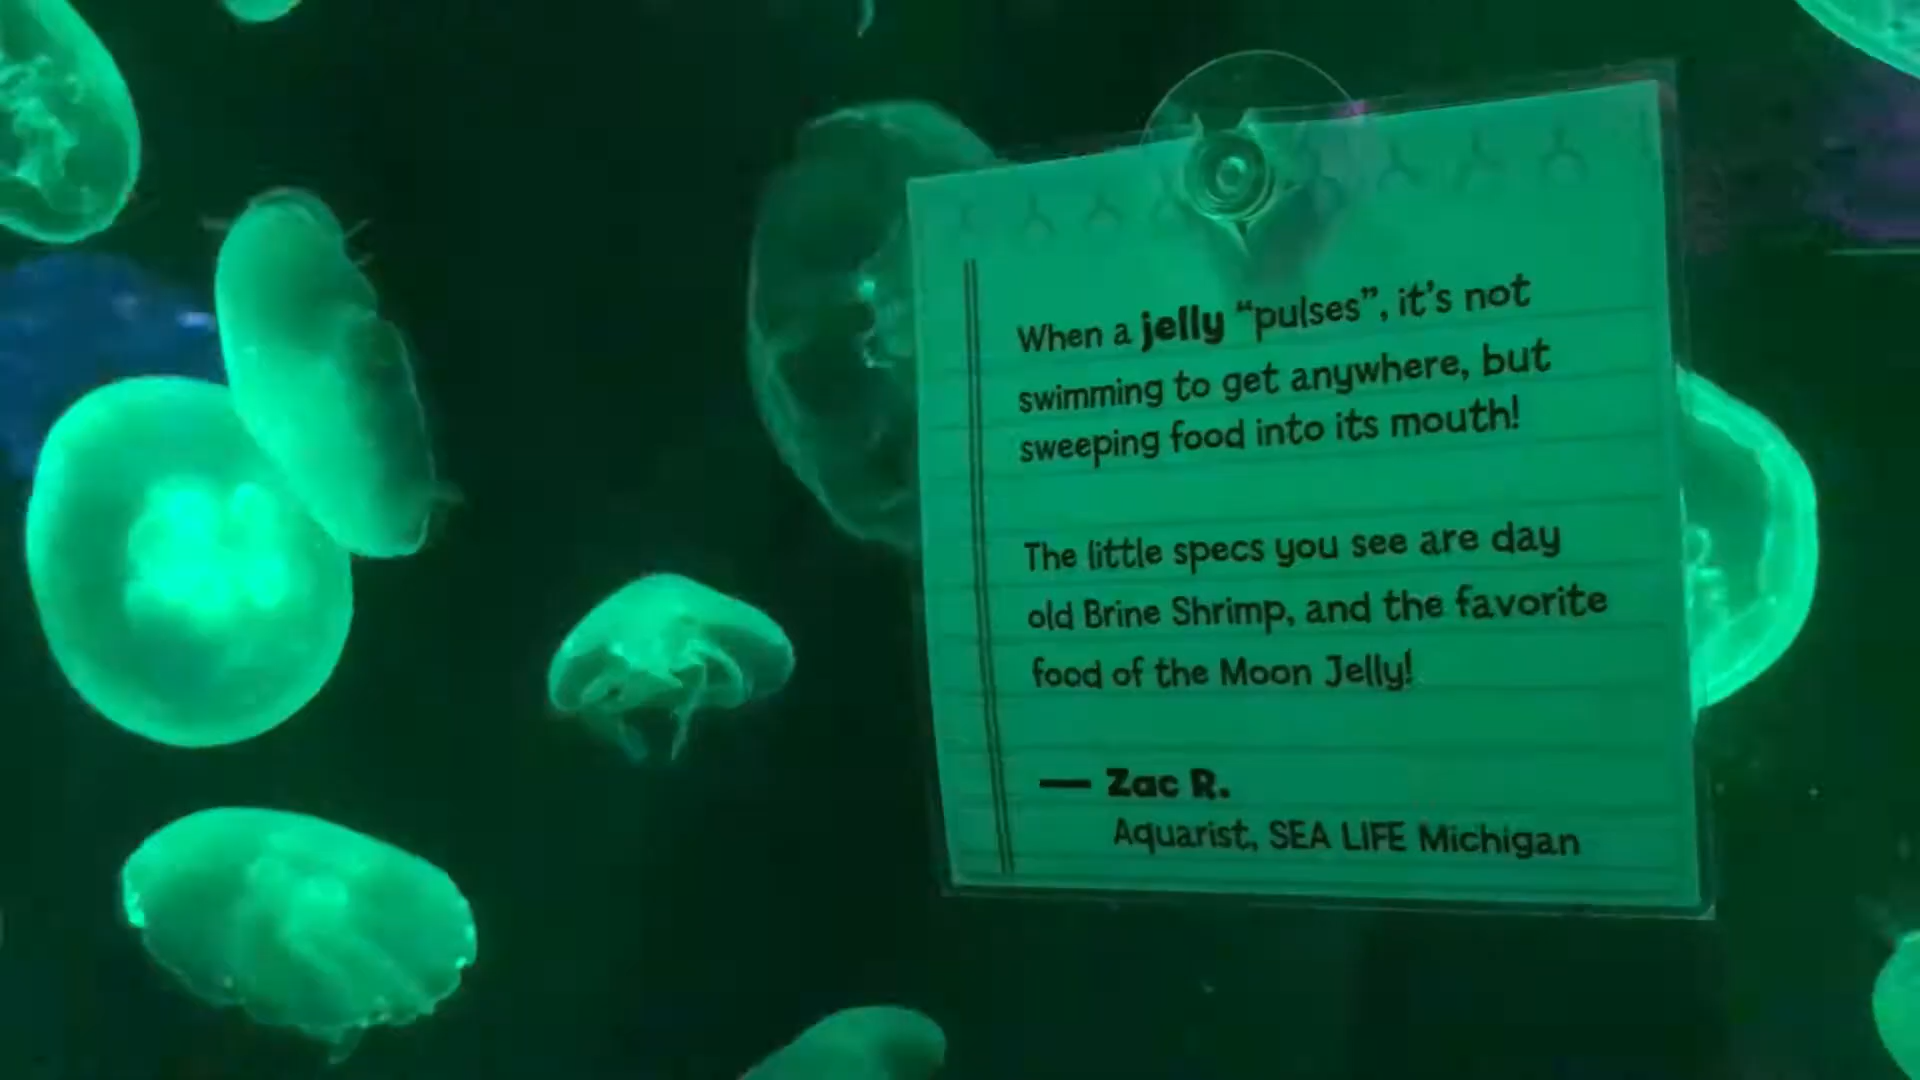 When a jelly “pulses”, it’s not
swimming to get anywhere, but
sweeping food into its mouth!
The little specs you see are day
old Brine Shrimp, and the favorite
food of the Moon Jelly!
— Zac R.
Aquarist, SEA LIFE Michigan